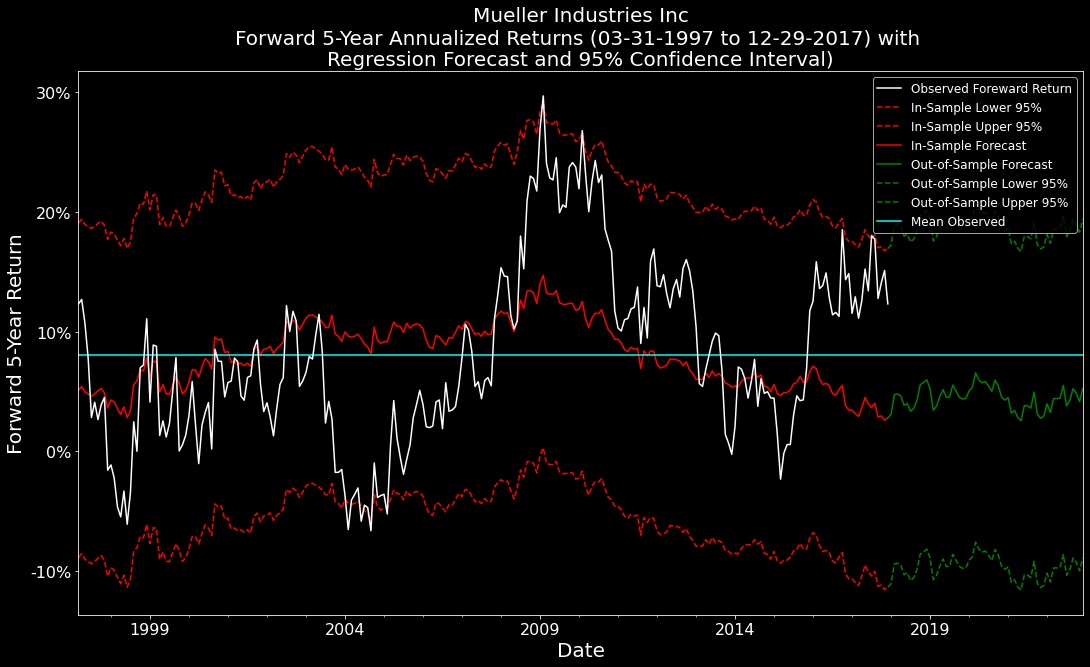 Mueller Industries Inc
Forward 5-Year Annualized Returns (03-31-1997 to 12-29-2017) with
Regression Forecast and 95% Confidence Interval)
Forward 5-Year Return
30%
20%
10%
0%
-10%
Observed Foreward Return
In-Sample Lower 95%
In-Sample Upper 95%
In-Sample Forecast
Out-of-Sample Forecast
Out-of-Sample Lower 95%
Out-of-Sample Upper 95%
Mean Observed
1999
2004
2009
2014
2019
Date